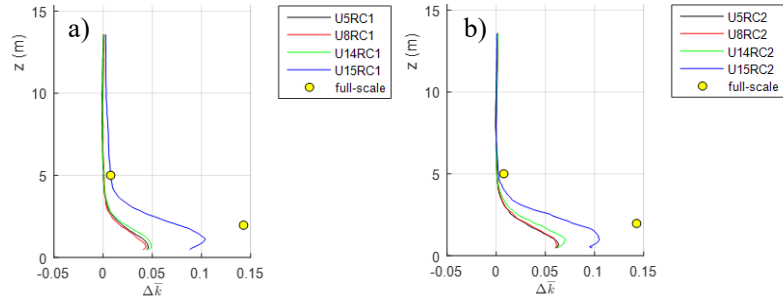 a)
15
10
5
0
z (m)
-0.05
0
0.05
0.1
0.15
Δk̅
U5RC1
U8RC1
U14RC1
U15RC1
full-scale
b)
15
10
5
0
z (m)
-0.05
0
0.05
0.1
0.15
Δk̅
U5RC2
U8RC2
U14RC2
U15RC2
full-scale